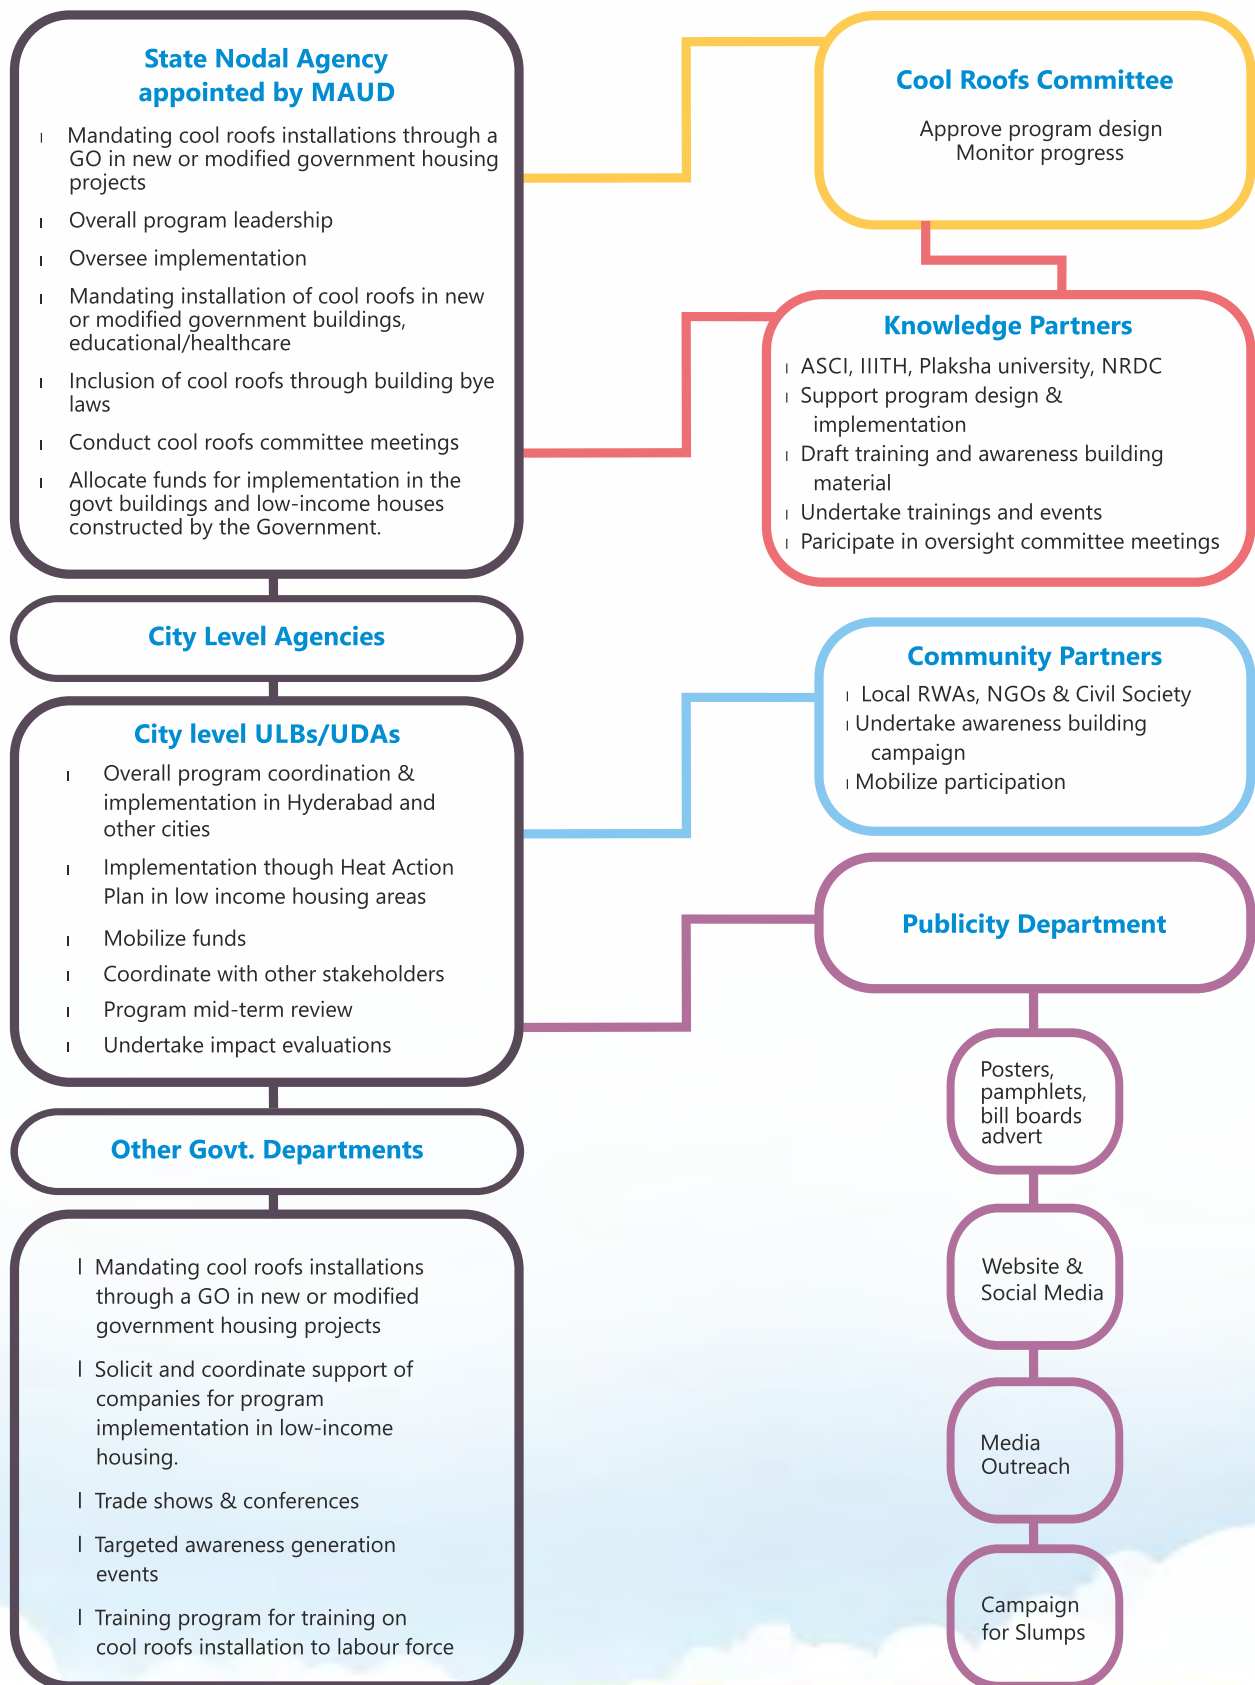 State Nodal Agency
appointed by MAUD
l Mandating cool roofs installations through a
GO in new or modified government housing
projects
l Overall program leadership
l Oversee implementation
l Mandating installation of cool roofs in new
or modified government buildings,
educational/healthcare
l Inclusion of cool roofs through building bye
laws
l Conduct cool roofs committee meetings
l Allocate funds for implementation in the
govt buildings and low-income houses
constructed by the Government.
Cool Roofs Committee
Approve program design
Monitor progress
Knowledge Partners
l ASCI, IIITH, Plaksha university, NRDC
l Support program design &
implementation
l Draft training and awareness building
material
l Undertake trainings and events
l Paricipate in oversight committee meetings
City Level Agencies
City level ULBs/UDAs
l Overall program coordination &
implementation in Hyderabad and
other cities
l Implementation though Heat Action
Plan in low income housing areas
l Mobilize funds
l Coordinate with other stakeholders
l Program mid-term review
l Undertake impact evaluations
Community Partners
l Local RWAs, NGOs & Civil Society
l Undertake awareness building
campaign
l Mobilize participation
Publicity Department
Posters,
pamphlets,
bill boards
advert
Website &
Social Media
Media
Outreach
Campaign
for Slumps
Other Govt. Departments
l Mandating cool roofs installations
through a GO in new or modified
government housing projects
l Solicit and coordinate support of
companies for program
implementation in low-income
housing.
l Trade shows & conferences
l Targeted awareness generation
events
l Training program for training on
cool roofs installation to labour force